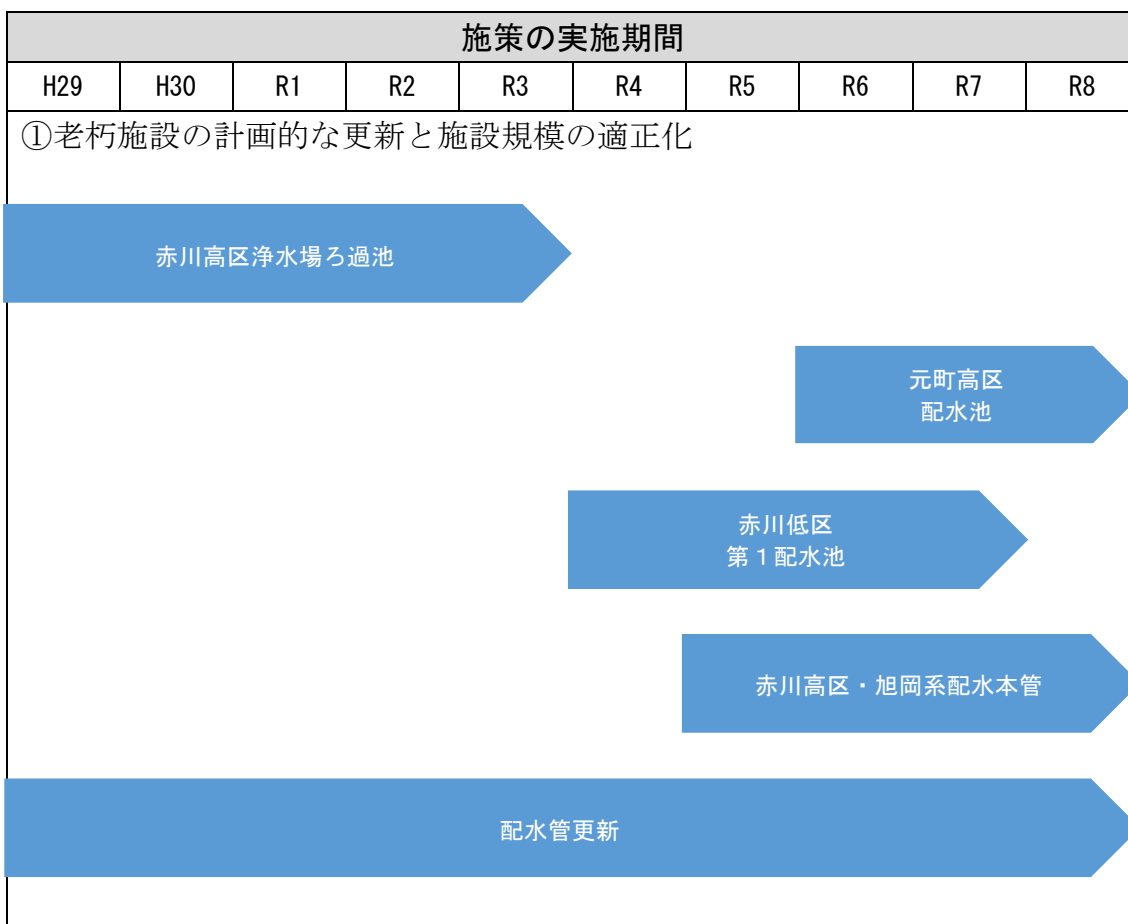 施策の実施期間
H29 H30 R1 R2 R3 R4 R5 R6 R7 R8
①老朽施設の計画的な更新と施設規模の適正化
赤川高区浄水場ろ過池
元町高区
配水池
赤川低区
第１配水池
赤川高区・旭岡系配水本管
配水管更新